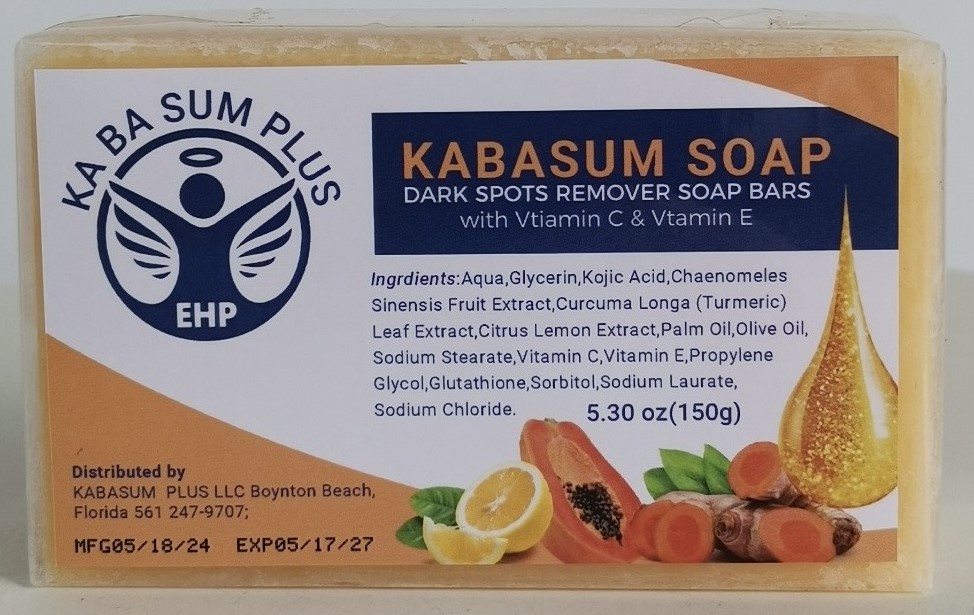 KA BA SUM PLUS
EHP
KABASUM SOAP
DARK SPOTS REMOVER SOAP BARS
with Vtiamin C & Vtamin E
Ingrdients:Aqua,Glycerin,Kojic Acid,Chaenomeles
Sinensis Fruit Extract,Curcuma Longa (Turmeric)
Leaf Extract,Citrus Lemon Extract,Palm Oil,Olive Oil,
Sodium Stearate,Vitamin C,Vitamin E,Propylene
Glycol,Glutathione,Sorbitol,Sodium Laurate,
Sodium Chloride. 5.30 oz(150g)
Distributed by
KABASUM PLUS LLC Boynton Beach,
Florida 561 247-9707;
MFG05/18/24 EXP05/17/27